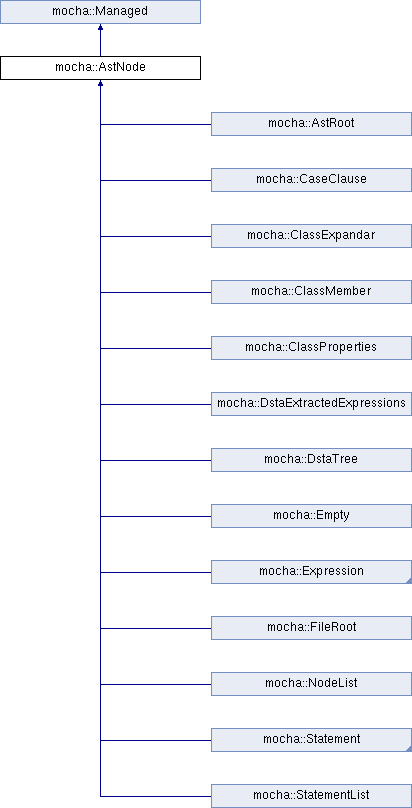 mocha::Managed
mocha::AstNode
mocha::AstRoot
mocha::CaseClause
mocha::ClassExpandar
mocha::ClassMember
mocha::ClassProperties
mocha::DstaExtractedExpressions
mocha::DstaTree
mocha::Empty
mocha::Expression
mocha::FileRoot
mocha::NodeList
mocha::Statement
mocha::StatementList